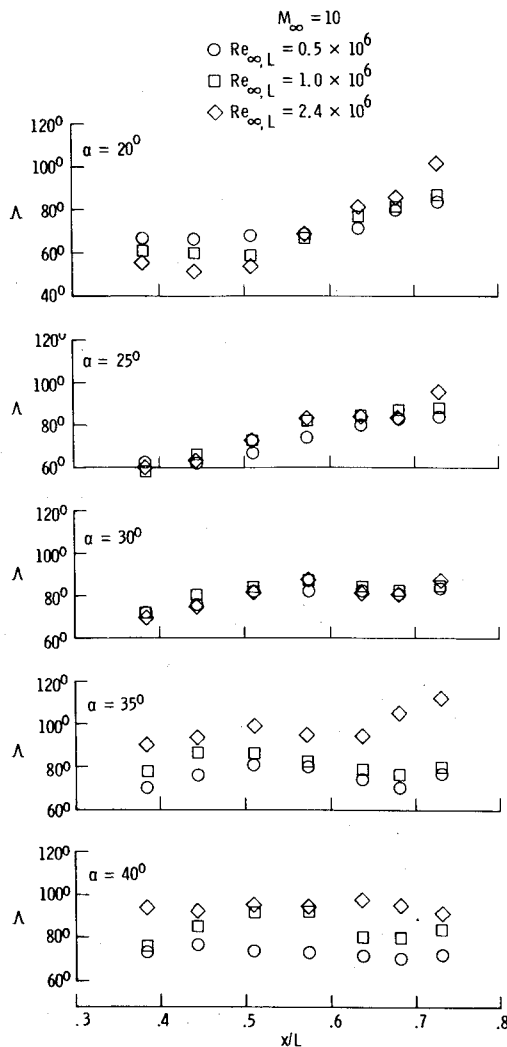 M∞ = 10
○ Re∞,L = 0.5 × 10⁶
□ Re∞,L = 1.0 × 10⁶
◇ Re∞,L = 2.4 × 10⁶
120⁰
α = 20⁰
100⁰
Λ 80⁰
60⁰
40⁰
120⁰
α = 25⁰
100⁰
Λ
80⁰
60⁰
120⁰
α = 30⁰
100⁰
Λ
80⁰
60⁰
120⁰
α = 35⁰
100⁰
Λ
80⁰
60⁰
120⁰
α = 40⁰
100⁰
Λ
80⁰
60⁰
.3 .4 .5 .6 .7 .8
x/L